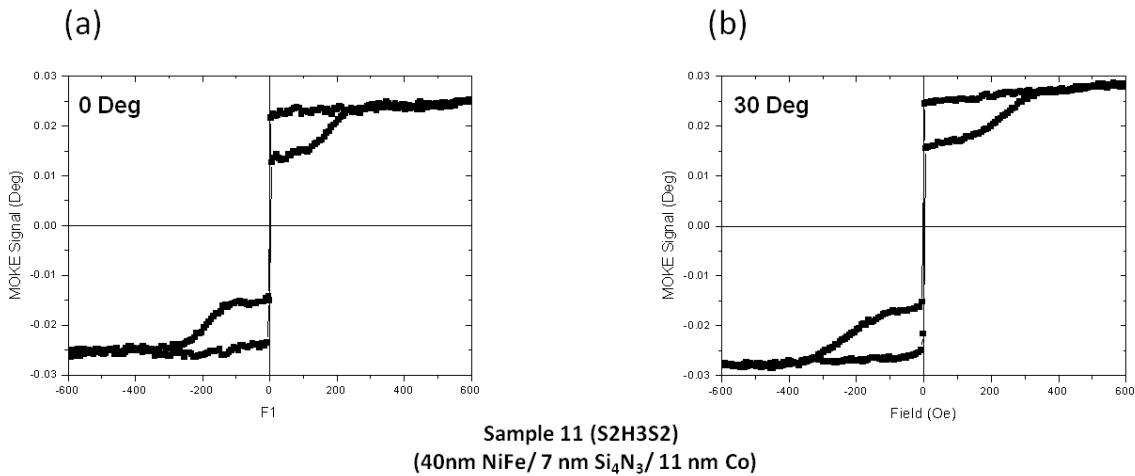 (a)
(b)
0.03
0.02
0.01
0.00
-0.01
-0.02
-0.03
MOKE Signal (Deg)
0 Deg
-600 -400 -200 0 200 400 600
F1
0.03
0.02
0.01
0.00
-0.01
-0.02
-0.03
MOKE Signal (Deg)
30 Deg
-600 -400 -200 0 200 400 600
Field (Oe)
Sample 11 (S2H3S2)
(40nm NiFe/ 7 nm Si₄N₃/ 11 nm Co)